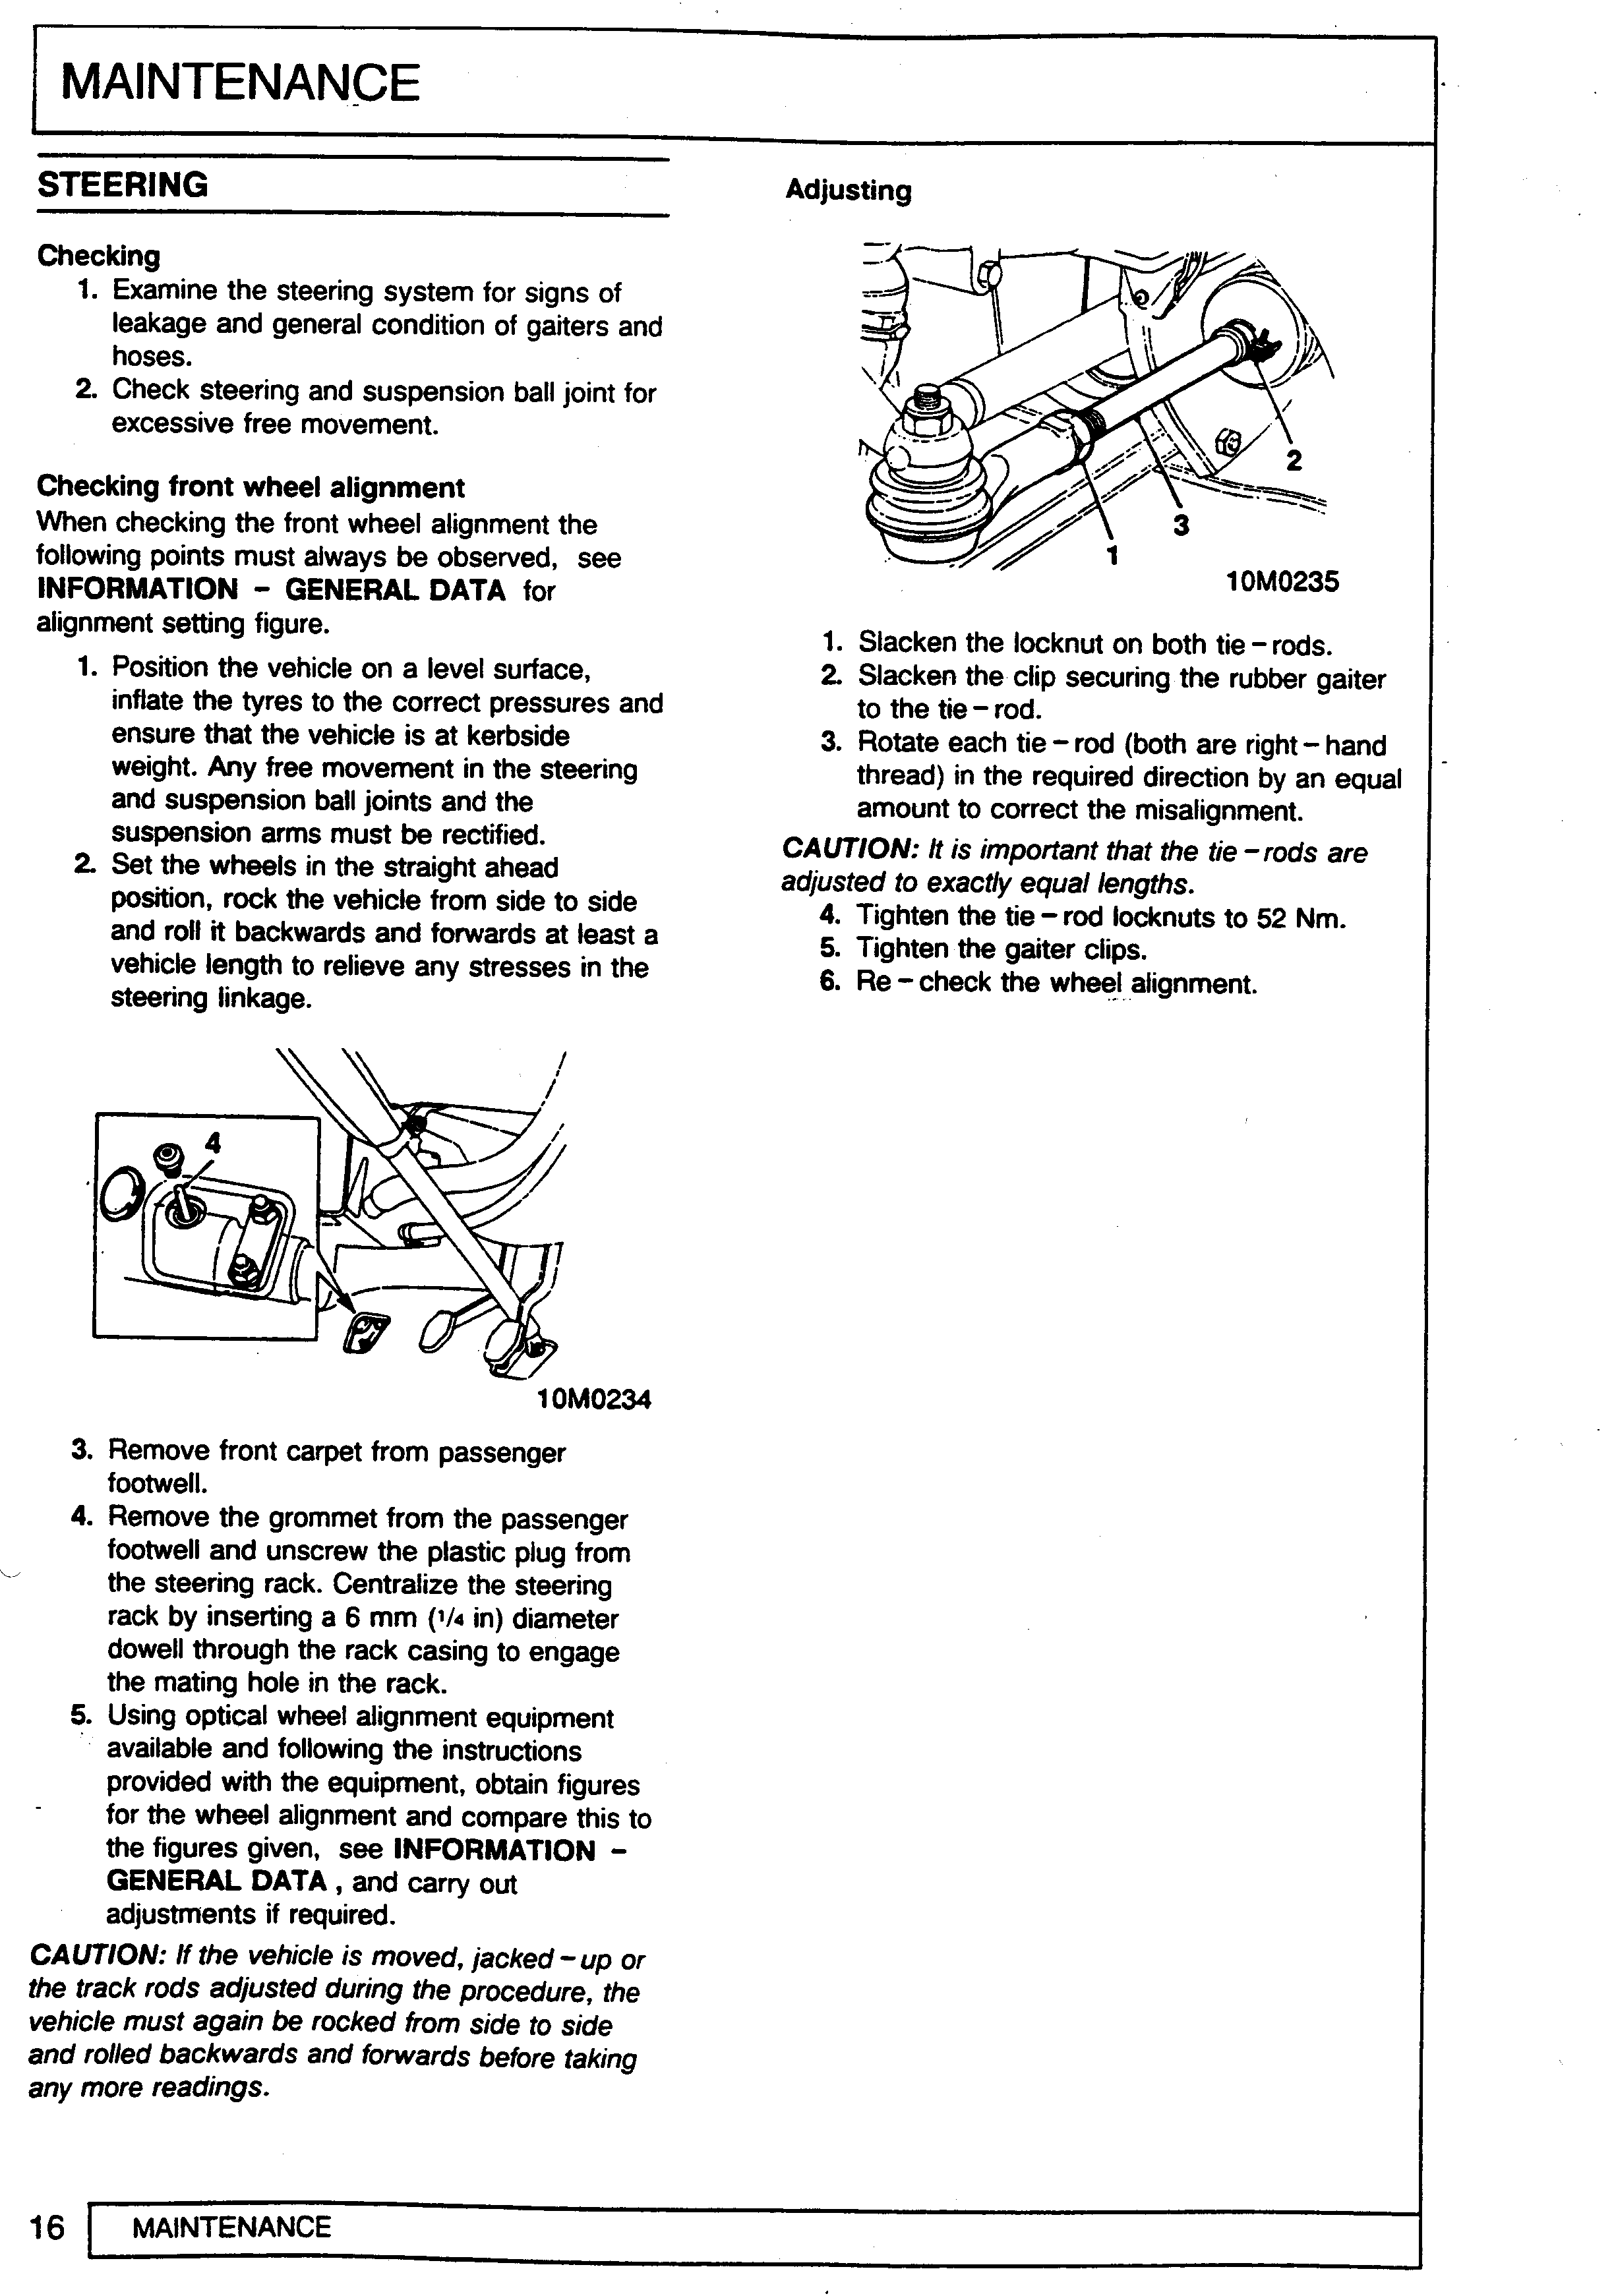 MAINTENANCE
STEERING
Checking
1. Examine the steering system for signs of
leakage and general condition of gaiters and
hoses.
2. Check steering and suspension ball joint for
excessive free movement.
Checking front wheel alignment
When checking the front wheel alignment the
following points must always be observed, see
INFORMATION – GENERAL DATA for
alignment setting figure.
1. Position the vehicle on a level surface,
inflate the tyres to the correct pressures and
ensure that the vehicle is at kerbside
weight. Any free movement in the steering
and suspension ball joints and the
suspension arms must be rectified.
2. Set the wheels in the straight ahead
position, rock the vehicle from side to side
and roll it backwards and forwards at least a
vehicle length to relieve any stresses in the
steering linkage.
4
10M0234
3. Remove front carpet from passenger
footwell.
4. Remove the grommet from the passenger
footwell and unscrew the plastic plug from
the steering rack. Centralize the steering
rack by inserting a 6 mm (1/4 in) diameter
dowell through the rack casing to engage
the mating hole in the rack.
5. Using optical wheel alignment equipment
available and following the instructions
provided with the equipment, obtain figures
for the wheel alignment and compare this to
the figures given, see INFORMATION –
GENERAL DATA , and carry out
adjustments if required.
CAUTION: If the vehicle is moved, jacked – up or
the track rods adjusted during the procedure, the
vehicle must again be rocked from side to side
and rolled backwards and forwards before taking
any more readings.
Adjusting
2
3
1
10M0235
1. Slacken the locknut on both tie – rods.
2. Slacken the clip securing the rubber gaiter
to the tie – rod.
3. Rotate each tie – rod (both are right – hand
thread) in the required direction by an equal
amount to correct the misalignment.
CAUTION: It is important that the tie – rods are
adjusted to exactly equal lengths.
4. Tighten the tie – rod locknuts to 52 Nm.
5. Tighten the gaiter clips.
6. Re – check the wheel alignment.
16 MAINTENANCE